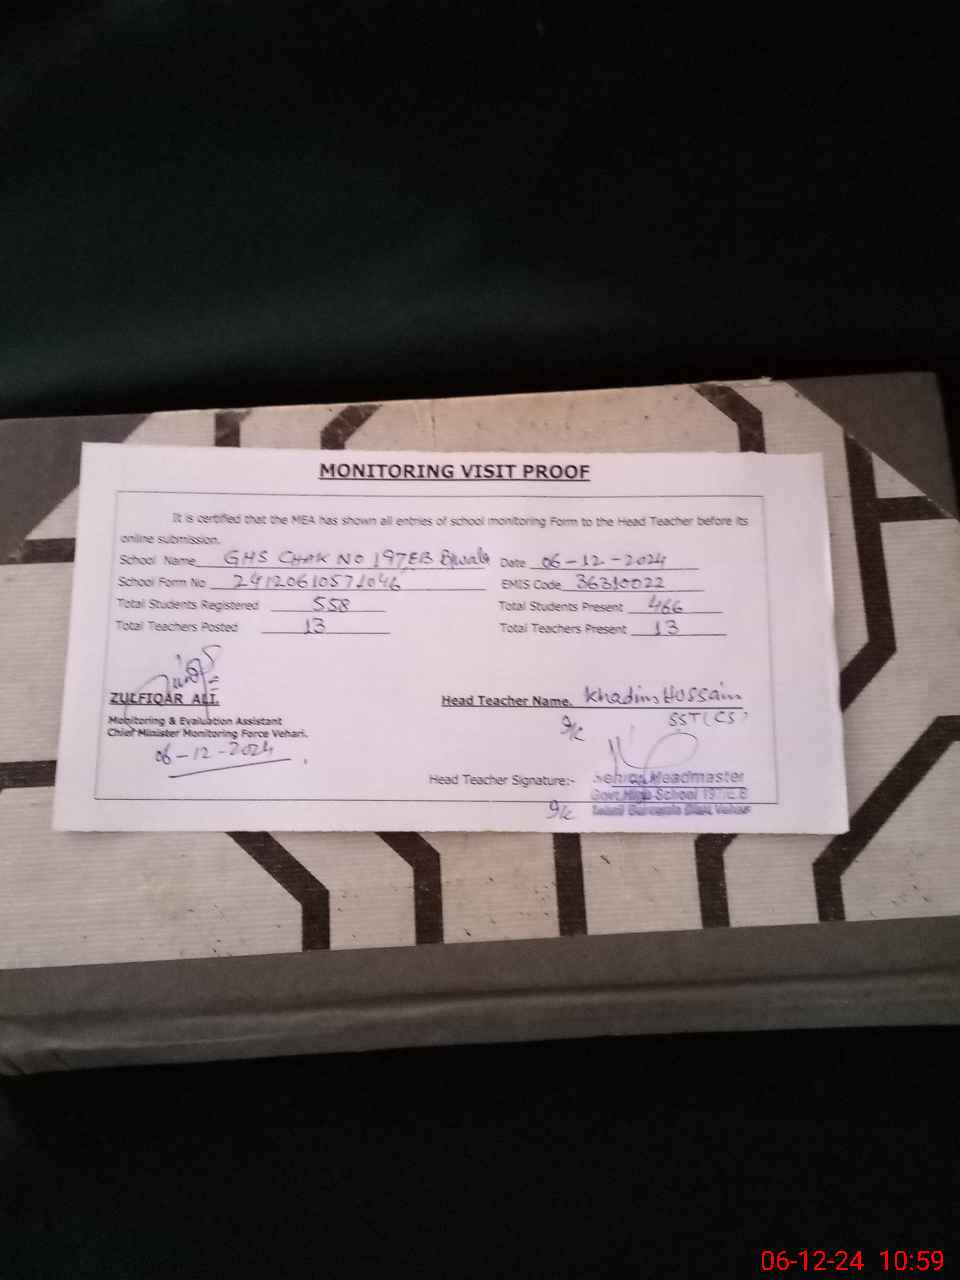 MONITORING VISIT PROOF
It is certified that the MEA has shown all entries of school monitoring Form to the Head Teacher before its
online submission.
School Name GHS CHAK NO 197EB
Date 06-12-2024
School Form No 24120610571046
EMIS Code 36310022
Total Students Registered 558
Total Students Present 466
Total Teachers Posted 13
Total Teachers Present 13
ZULFIQAR ALI.
Monitoring & Evaluation Assistant
Chief Minister Monitoring Force Vehari.
06-12-2024
Head Teacher Name. Khadim Hussain
SST(CS)
Head Teacher Signature:-
Senior Headmaster
Govt. High School 197/E.B
06-12-24 10:59